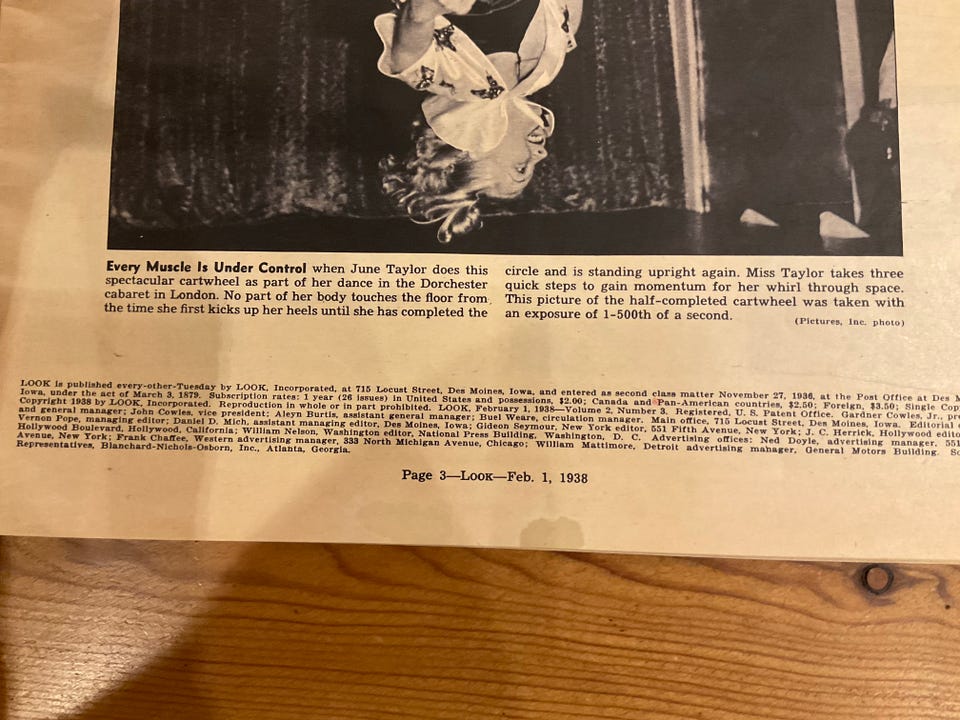 Every Muscle Is Under Control when June Taylor does this
spectacular cartwheel as part of her dance in the Dorchester
cabaret in London. No part of her body touches the floor from
the time she first kicks up her heels until she has completed the
circle and is standing upright again. Miss Taylor takes three
quick steps to gain momentum for her whirl through space.
This picture of the half-completed cartwheel was taken with
an exposure of 1-500th of a second.
(Pictures, Inc. photo)
LOOK is published every-other-Tuesday by LOOK, Incorporated, at 715 Locust Street, Des Moines, Iowa, and entered as second class matter November 27, 1936, at the Post Office at Des M
Iowa, under the act of March 3, 1879. Subscription rates: 1 year (26 issues) in United States and possessions, $2.00; Canada and Pan-American countries, $2.50; Foreign, $3.50; Single Cop
Copyright 1938 by LOOK, Incorporated. Reproduction in whole or in part prohibited. LOOK, February 1, 1938—Volume 2, Number 3. Registered, U. S. Patent Office. Gardner Cowles, Jr., pre
and general manager; John Cowles, vice president; Aleyn Burtis, assistant general manager; Buel Weare, circulation manager. Main office, 715 Locust Street, Des Moines, Iowa. Editorial
Vernon Pope, managing editor; Daniel D. Mich, assistant managing editor, Des Moines, Iowa; Gideon Seymour, New York editor, 551 Fifth Avenue, New York; J. C. Herrick, Hollywood edito
Hollywood Boulevard, Hollywood, California; William Nelson, Washington editor, National Press Building, Washington, D. C. Advertising offices: Ned Doyle, advertising manager, 551
Avenue, New York; Frank Chaffee, Western advertising manager, 333 North Michigan Avenue, Chicago; William Mattimore, Detroit advertising manager, General Motors Building. So
Representatives, Blanchard-Nichols-Osborn, Inc., Atlanta, Georgia.
Page 3—LOOK—Feb. 1, 1938